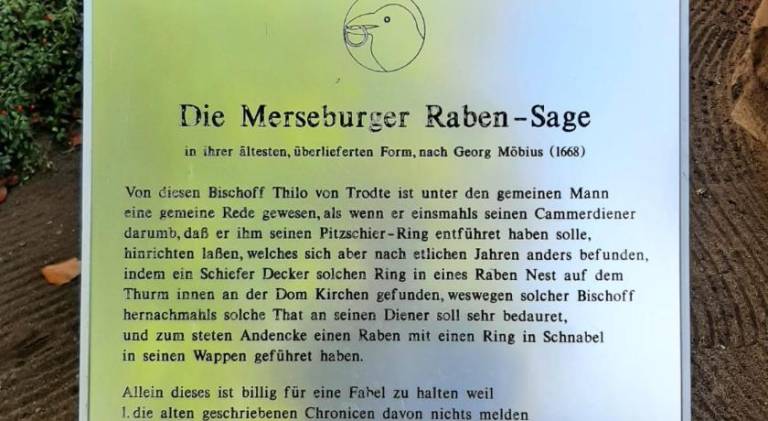 Die Merseburger Raben-Sage
in ihrer ältesten, überlieferten Form, nach Georg Möbius (1668)
Von diesen Bischoff Thilo von Trodte ist unter den gemeinen Mann
eine gemeine Rede gewesen, als wenn er einsmahls seinen Cammerdiener
darumb, daß er ihm seinen Pitzschier-Ring entführet haben solle,
hinrichten laßen, welches sich aber nach etlichen Jahren anders befunden,
indem ein Schiefer Decker solchen Ring in eines Raben Nest auf dem
Thurm innen an der Dom Kirchen gefunden, weswegen solcher Bischoff
hernachmahls solche That an seinen Diener soll sehr bedauret,
und zum steten Andencke einen Raben mit einen Ring in Schnabel
in seinen Wappen geführet haben.
Allein dieses ist billig für eine Fabel zu halten weil
1. die alten geschriebenen Chronicen davon nichts melden